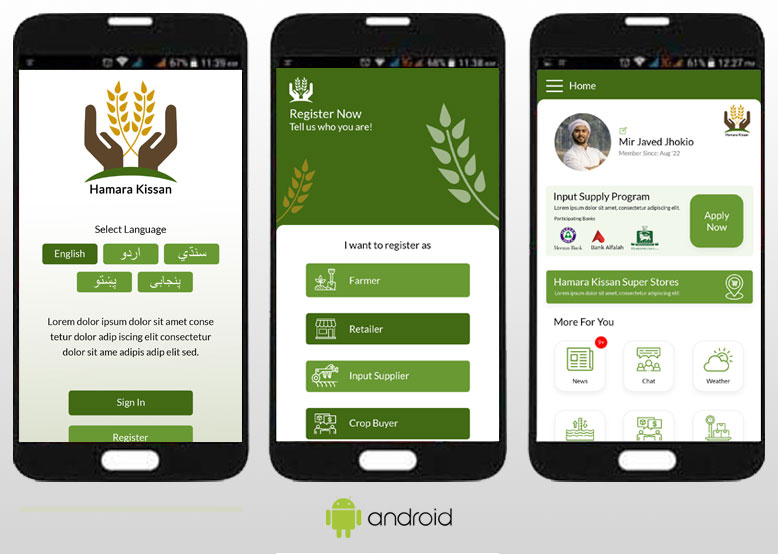 67% 11:39 AM
Hamara Kissan
Select Language
English
اردو
سنڌي
پښتو
پنجابی
Lorem dolor ipsum dolor sit amet conse
tetur dolor adip iscing elit consectetur
dolor sit ame adipis adip elit sed.
Sign In
Register
68% 11:38 AM
Register Now
Tell us who you are!
I want to register as
Farmer
Retailer
Input Supplier
Crop Buyer
61% 12:27 PM
Home
Hamara Kissan
Mir Javed Jhokio
Member Since: Aug '22
Input Supply Program
Lorem ipsum dolor sit amet, consectetur adipiscing elit.
Participating Banks
Meezan Bank
Bank Alfalah
Apply
Now
Hamara Kissan Super Stores
Lorem ipsum dolor sit amet, consectetur adipiscing elit.
More For You
9+
News
Chat
Weather
android